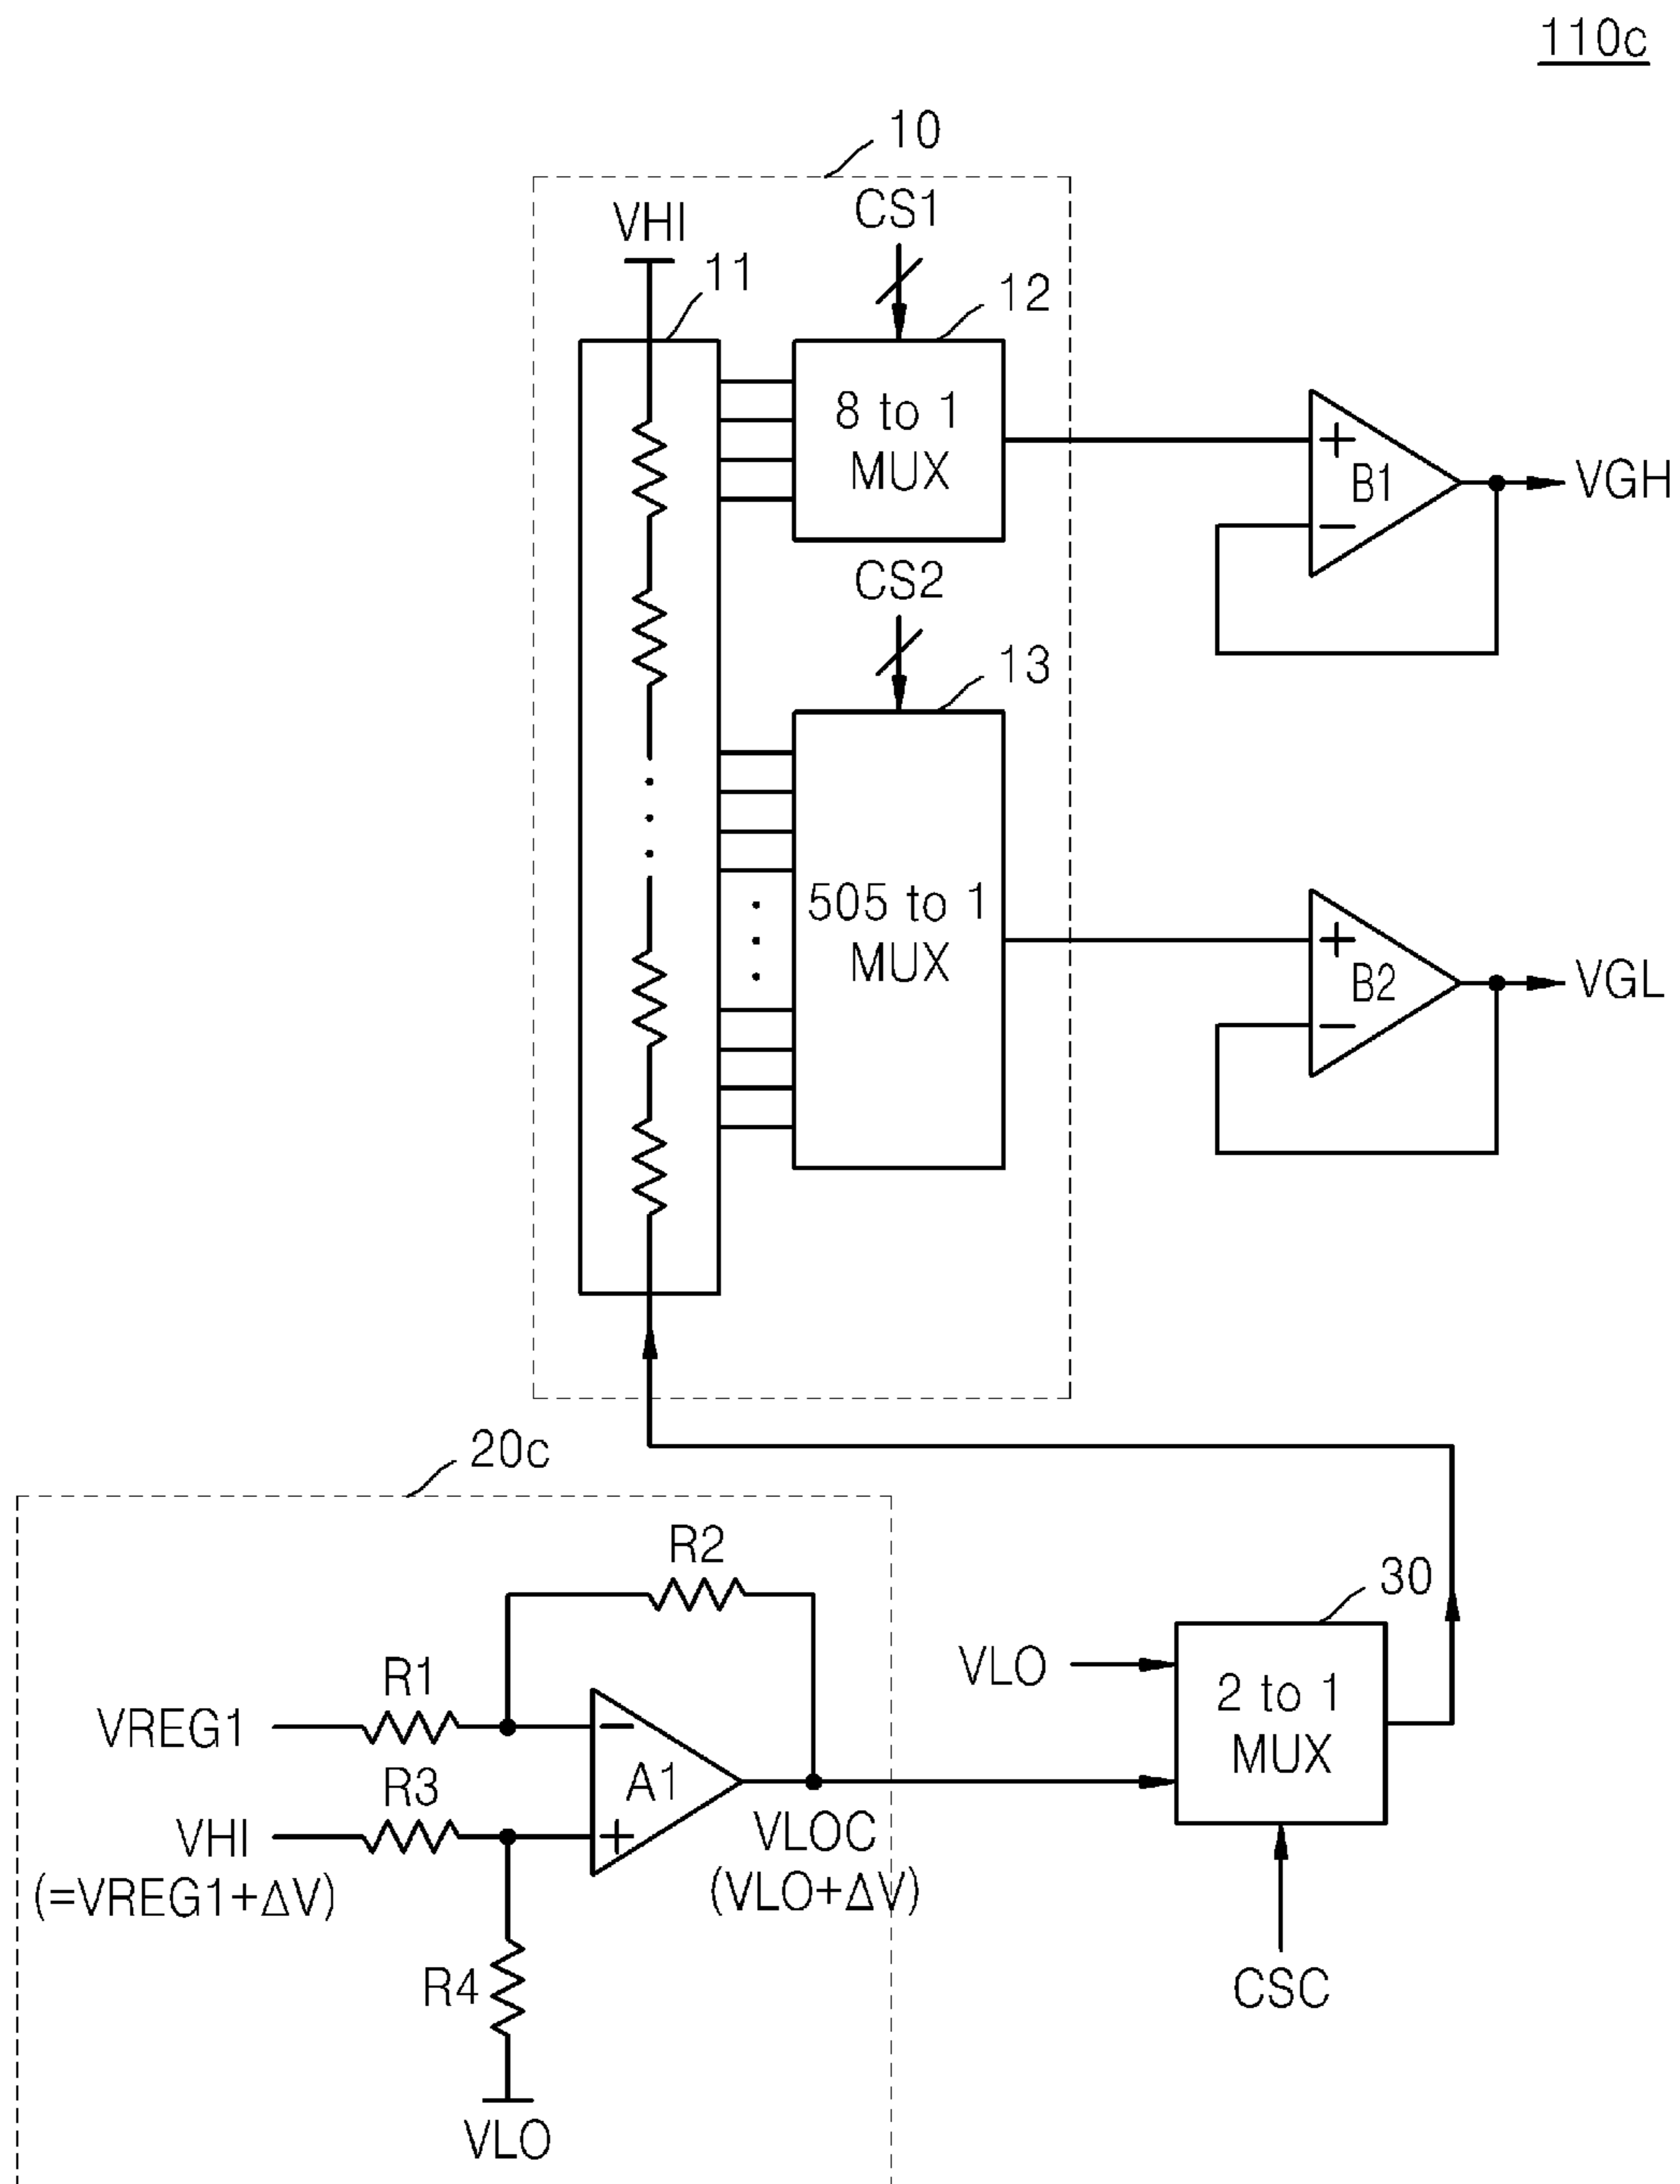 110c
10
VHI
CS1
11
12
8 to 1
MUX
+
B1
−
VGH
CS2
13
505 to 1
MUX
+
B2
−
VGL
20c
R2
30
VLO
2 to 1
MUX
R1
VREG1
−
A1
R3
+
VHI
(=VREG1+ΔV)
VLOC
(VLO+ΔV)
R4
CSC
VLO